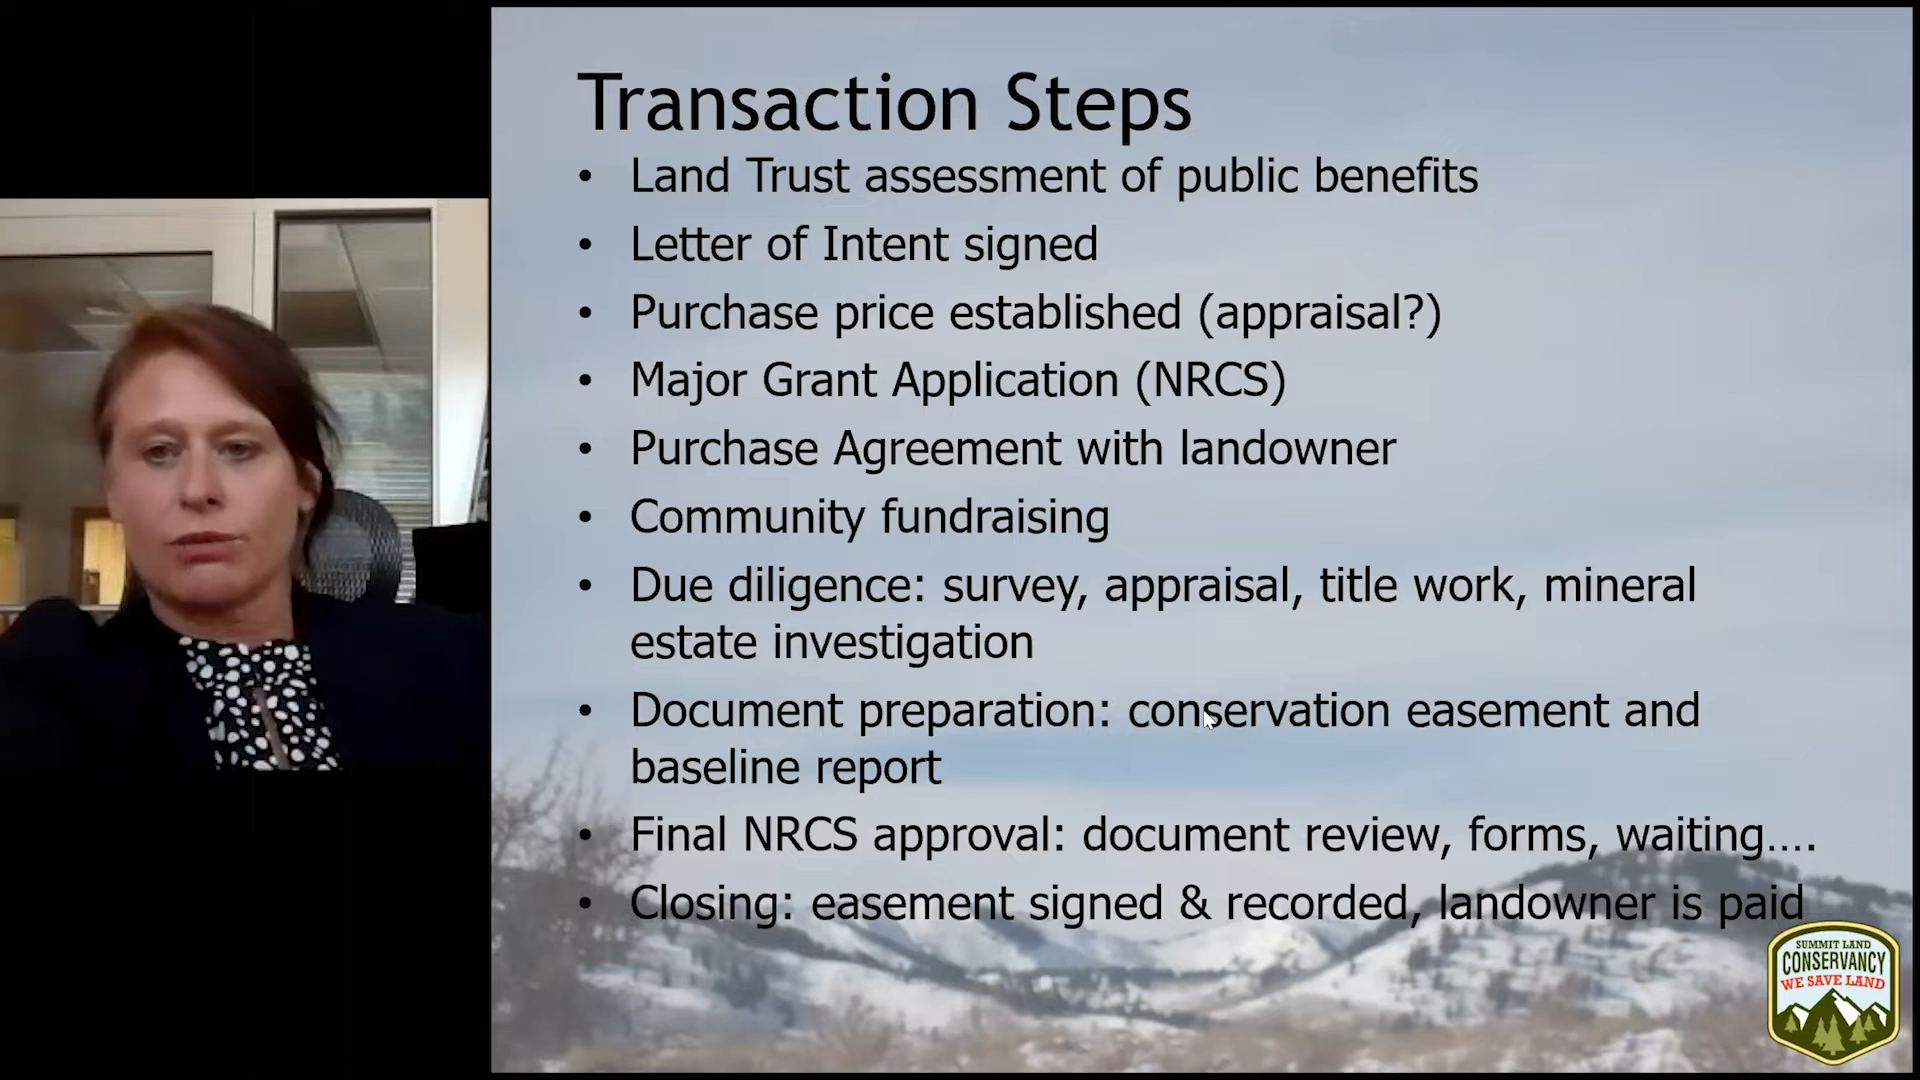 Transaction Steps
• Land Trust assessment of public benefits
• Letter of Intent signed
• Purchase price established (appraisal?)
• Major Grant Application (NRCS)
• Purchase Agreement with landowner
• Community fundraising
• Due diligence: survey, appraisal, title work, mineral
estate investigation
• Document preparation: conservation easement and
baseline report
• Final NRCS approval: document review, forms, waiting….
• Closing: easement signed & recorded, landowner is paid
SUMMIT LAND
CONSERVANCY
WE SAVE LAND